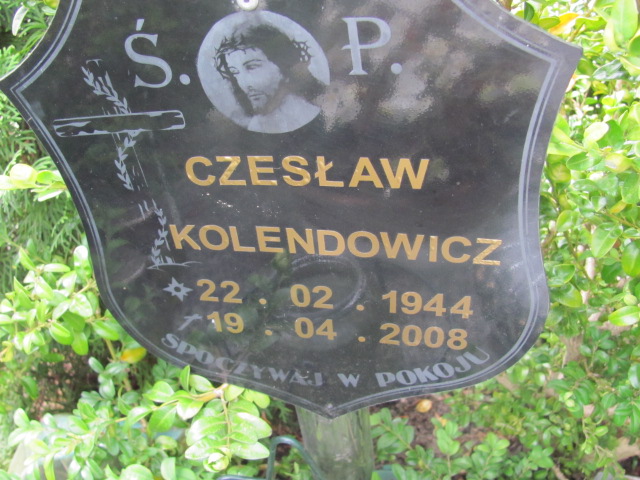 Ś. P.
CZESŁAW
KOLENDOWICZ
22 . 02 . 1944
19 . 04 . 2008
SPOCZYWAJ W POKOJU